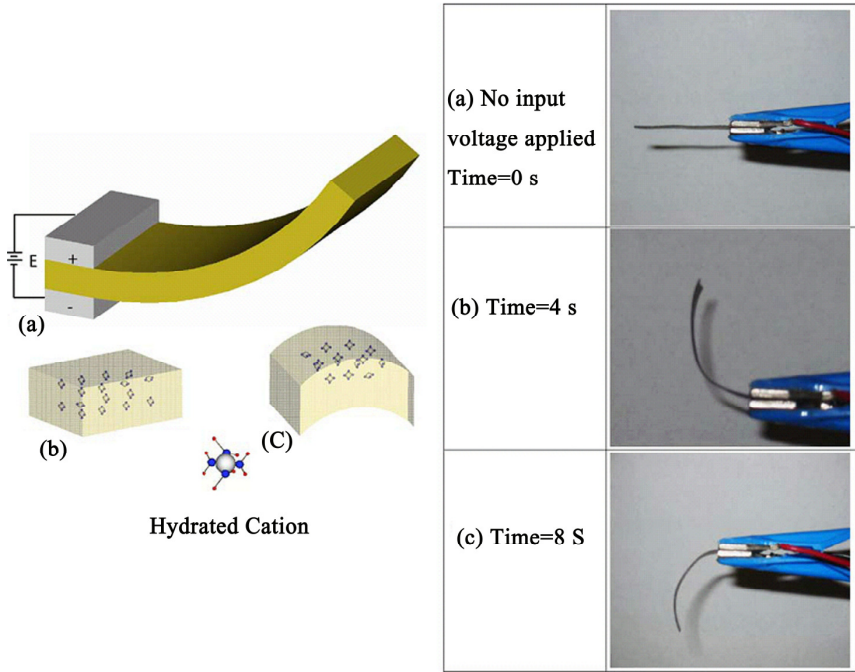 +
E
-
(a)
(b)
(C)
Hydrated Cation
(a) No input
voltage applied
Time=0 s
(b) Time=4 s
(c) Time=8 S